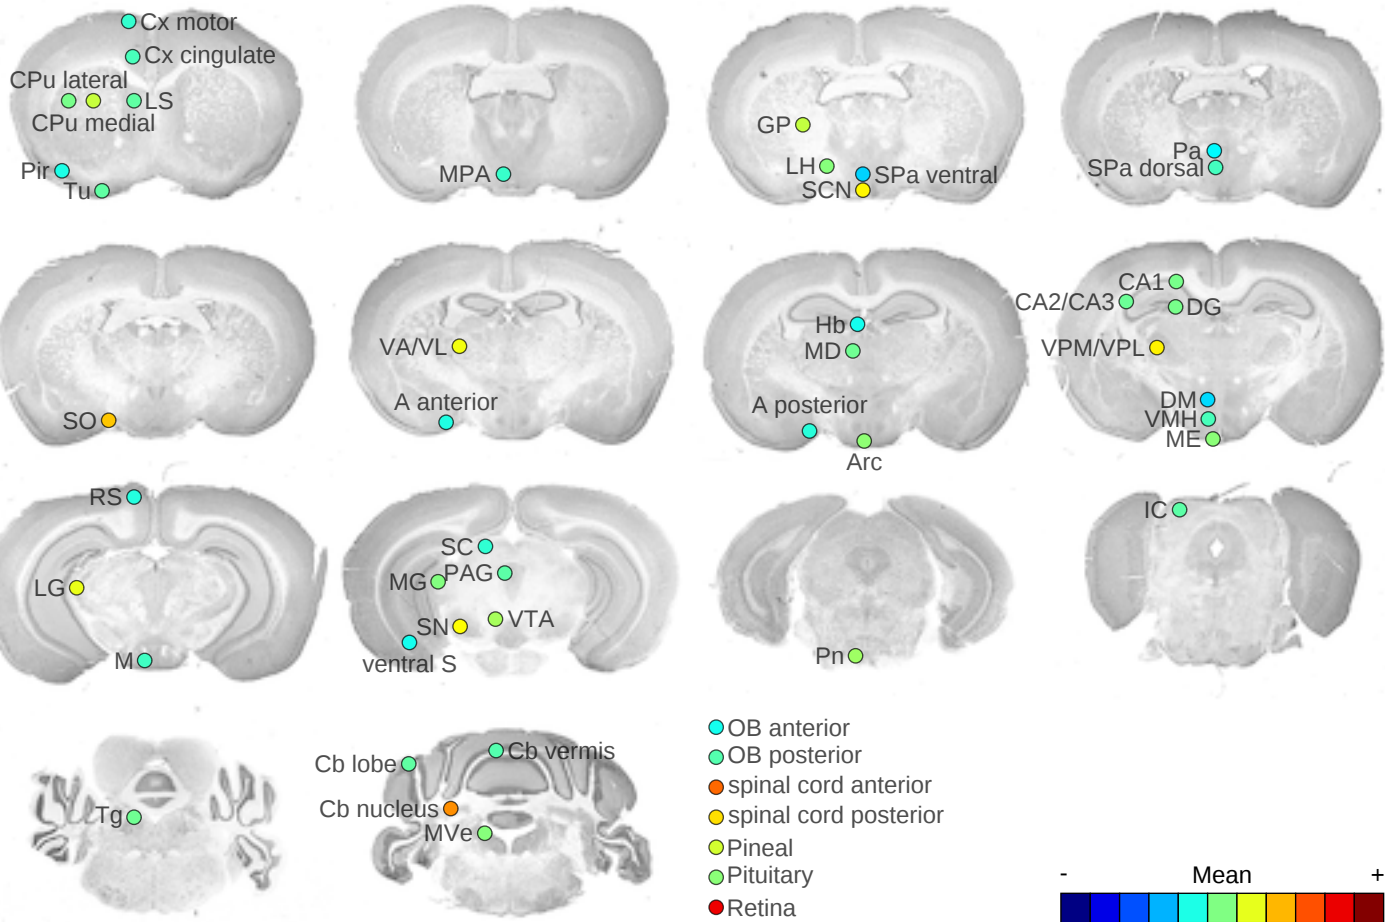 Cx motor
Cx cingulate
CPu lateral
LS
CPu medial
Pir
Tu
MPA
GP
LH
SPa ventral
SCN
Pa
SPa dorsal
SO
VA/VL
A anterior
Hb
MD
A posterior
Arc
CA1
CA2/CA3
DG
VPM/VPL
DM
VMH
ME
RS
LG
M
SC
PAG
MG
VTA
SN
ventral S
Pn
IC
Tg
Cb vermis
Cb lobe
Cb nucleus
MVe
OB anterior
OB posterior
spinal cord anterior
spinal cord posterior
Pineal
Pituitary
Retina
- Mean +